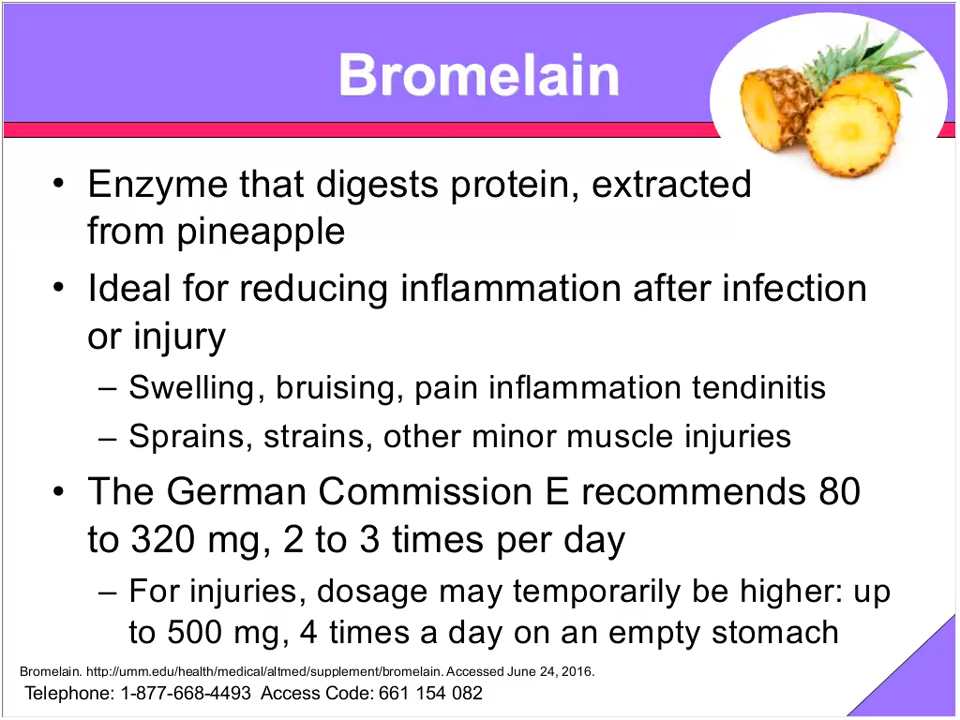 Bromelain
• Enzyme that digests protein, extracted
from pineapple
• Ideal for reducing inflammation after infection
or injury
– Swelling, bruising, pain inflammation tendinitis
– Sprains, strains, other minor muscle injuries
• The German Commission E recommends 80
to 320 mg, 2 to 3 times per day
– For injuries, dosage may temporarily be higher: up
to 500 mg, 4 times a day on an empty stomach
Bromelain. http://umm.edu/health/medical/altmed/supplement/bromelain. Accessed June 24, 2016.
Telephone: 1-877-668-4493 Access Code: 661 154 082